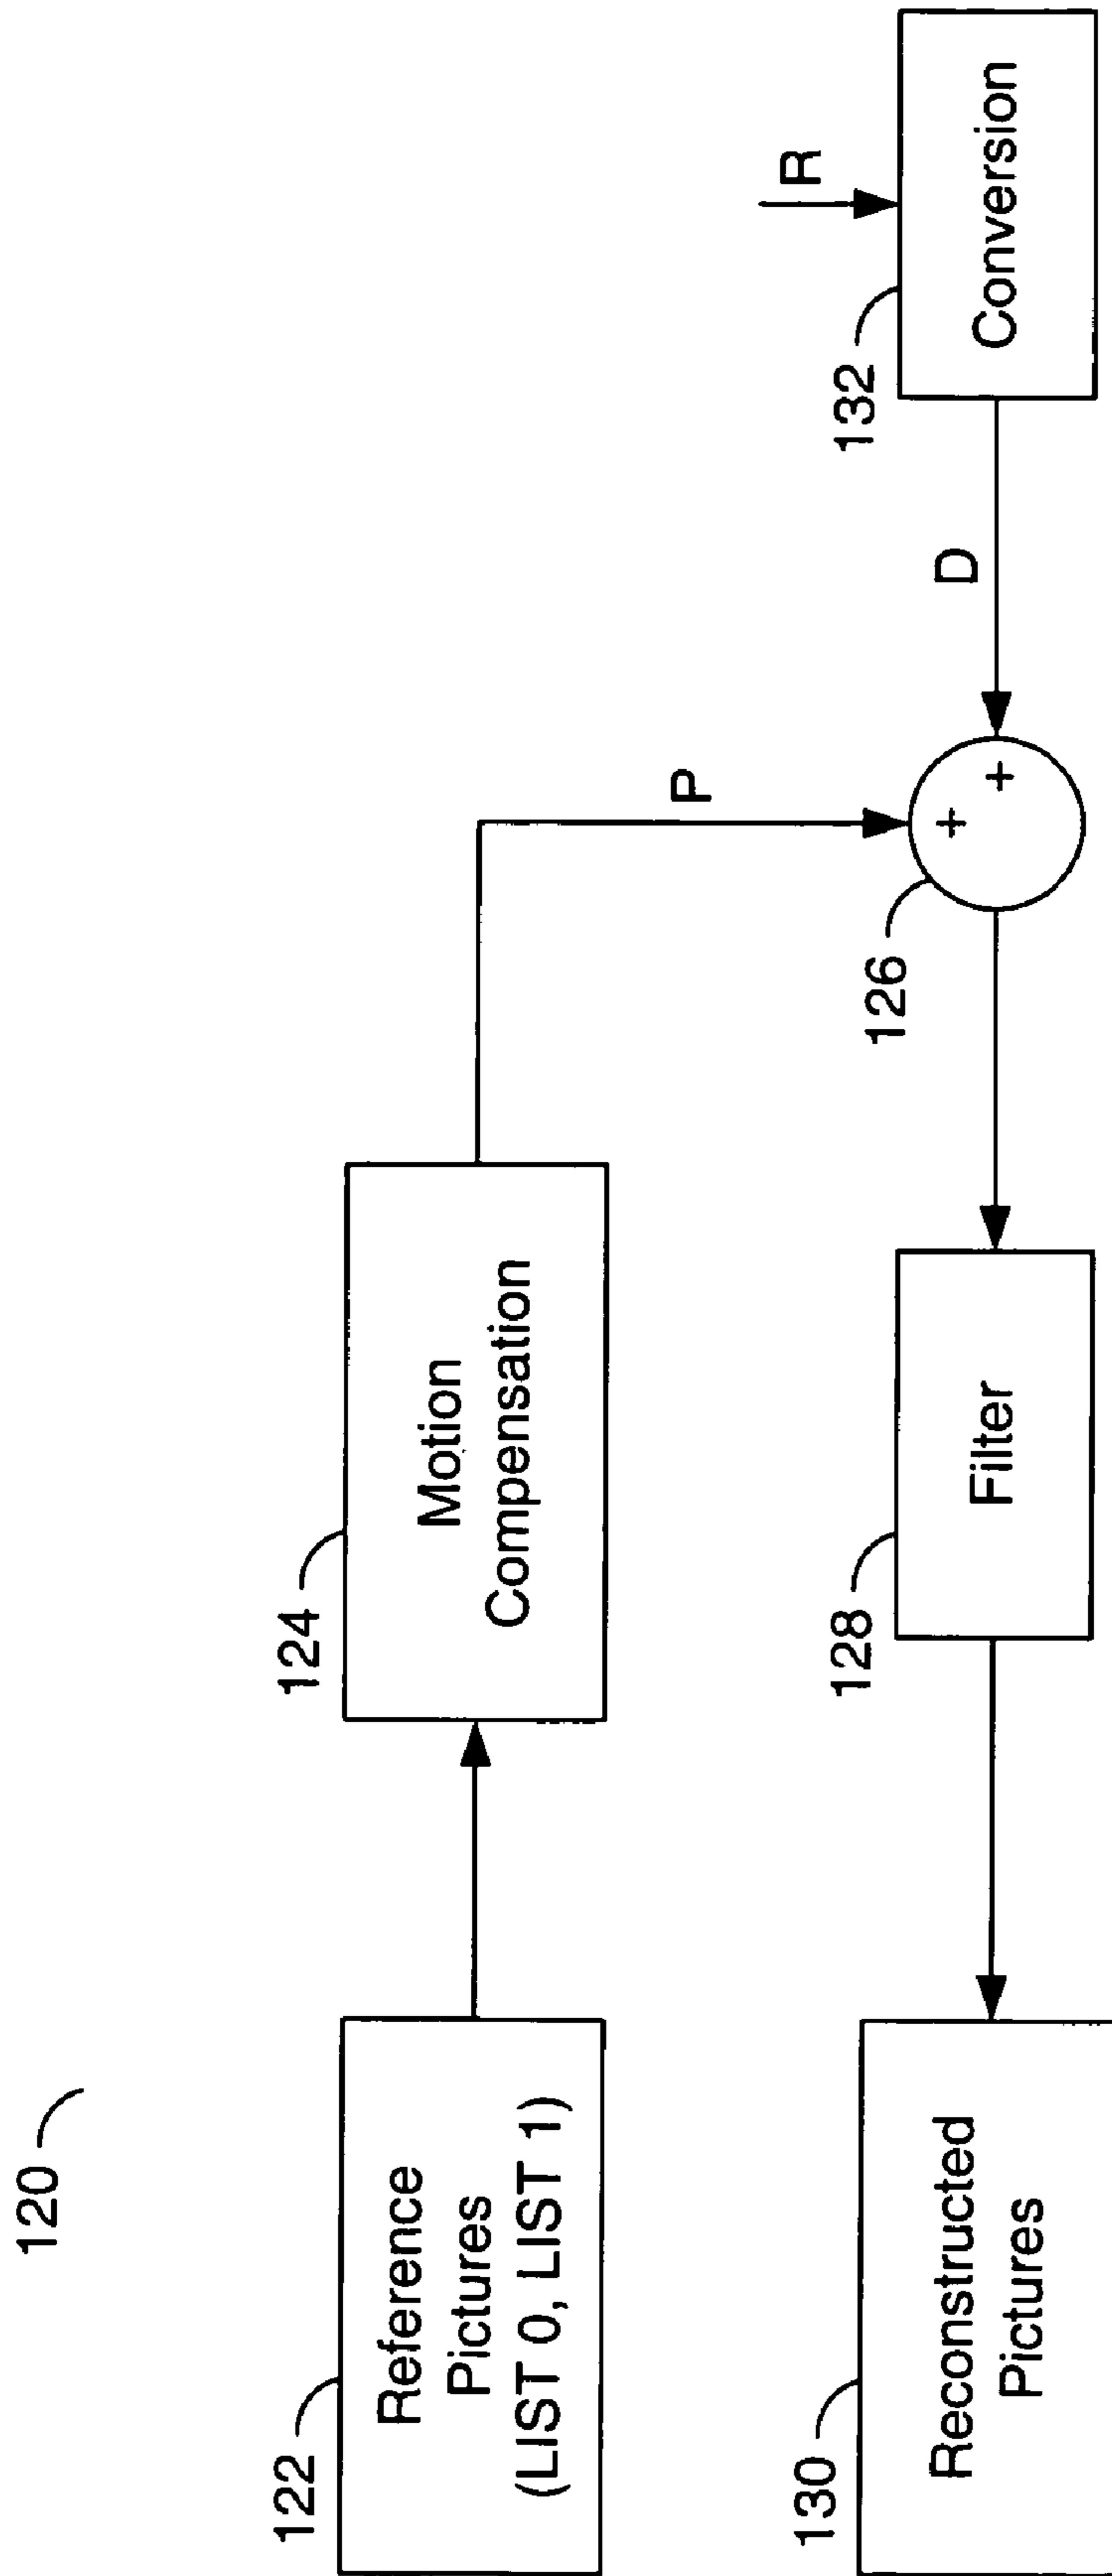 120
122
Reference
Pictures
(LIST 0, LIST 1)
124
Motion
Compensation
P
R
130
Reconstructed
Pictures
128
Filter
126
+
+
D
132
Conversion